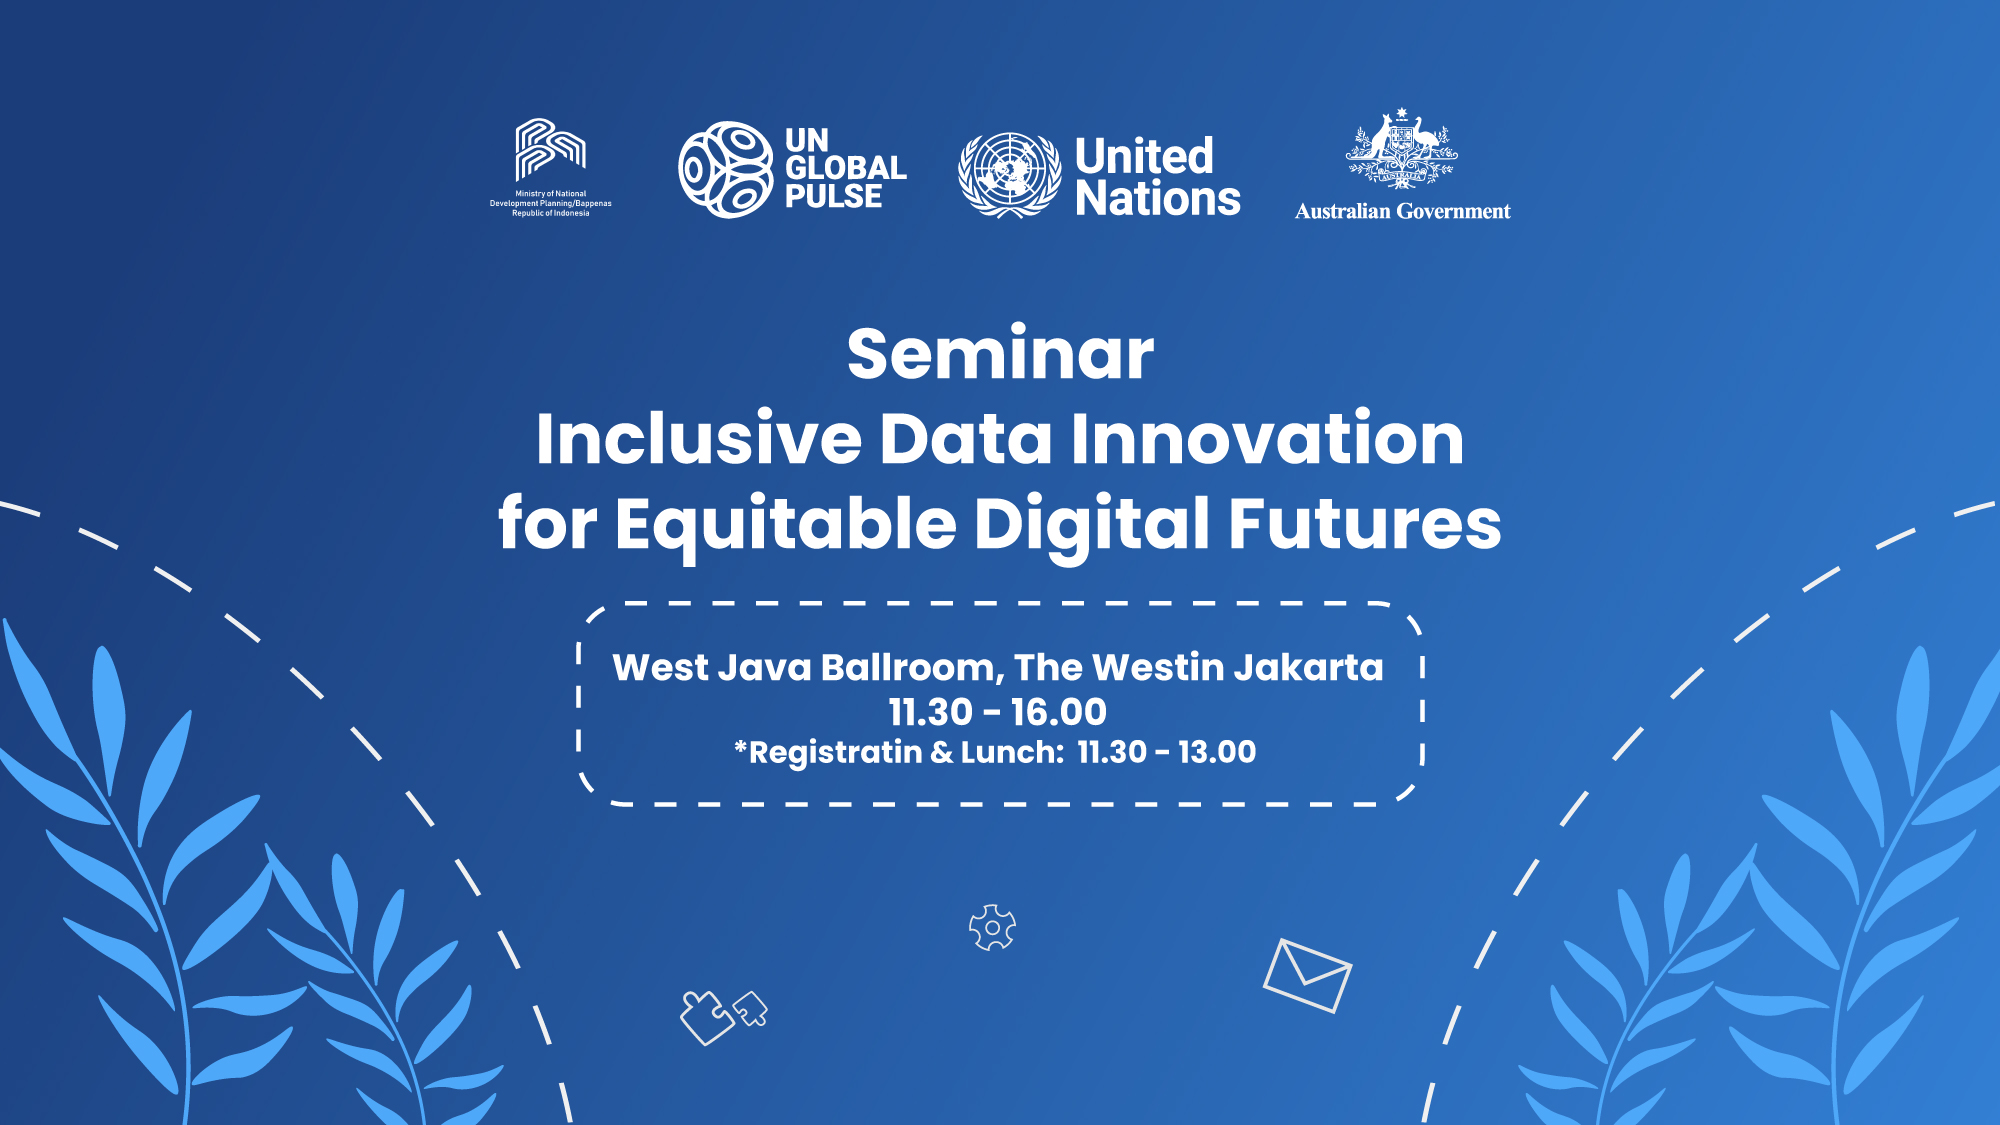 Ministry of National
Development Planning/Bappenas
Republic of Indonesia
UN
GLOBAL
PULSE
United
Nations
AUSTRALIA
Australian Government
Seminar
Inclusive Data Innovation
for Equitable Digital Futures
West Java Ballroom, The Westin Jakarta
11.30 - 16.00
*Registratin & Lunch: 11.30 - 13.00